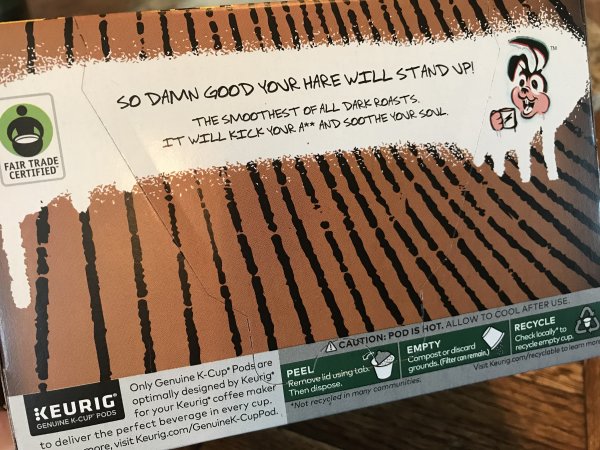 SO DAMN GOOD YOUR HARE WILL STAND UP!
THE SMOOTHEST OF ALL DARK ROASTS.
IT WILL KICK YOUR A** AND SOOTHE YOUR SOUL.
TM
FAIR TRADE
CERTIFIED
KEURIG®
GENUINE K-CUP® PODS
Only Genuine K-Cup® Pods are
optimally designed by Keurig®
for your Keurig® coffee maker
to deliver the perfect beverage in every cup.
more, visit Keurig.com/GenuineK-CupPod.
CAUTION: POD IS HOT. ALLOW TO COOL AFTER USE.
PEEL
Remove lid using tab.
Then dispose.
EMPTY
Compost or discard
grounds. (Filter can remain.)
RECYCLE
Check locally* to
recycle empty cup.
*Not recycled in many communities.
Visit Keurig.com/recyclable to learn more